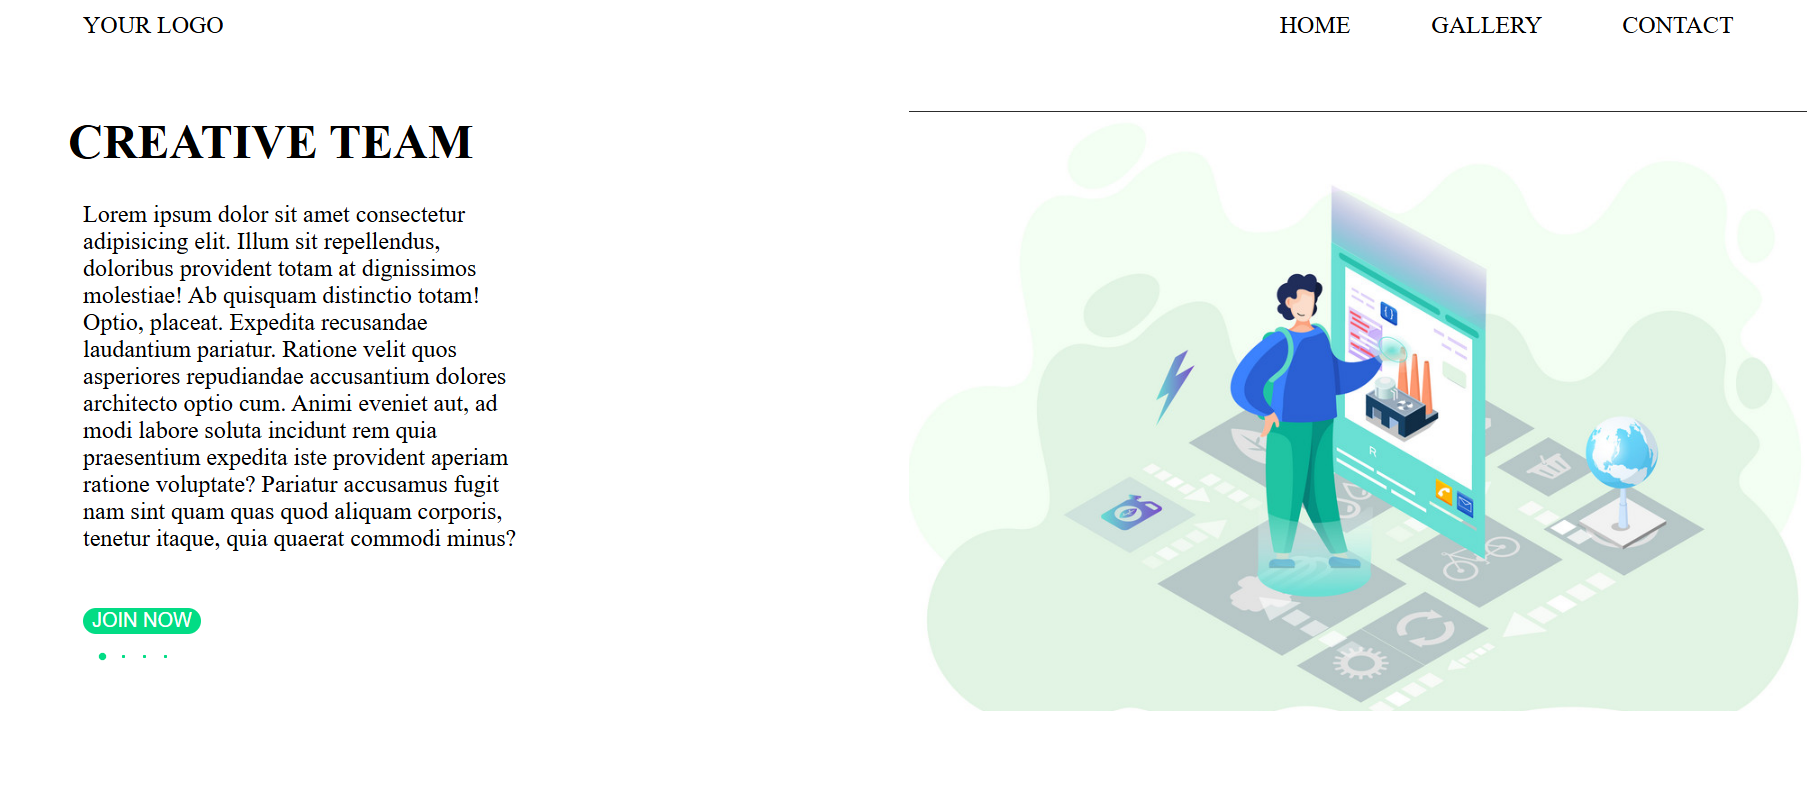 YOUR LOGO
HOME GALLERY CONTACT
CREATIVE TEAM
Lorem ipsum dolor sit amet consectetur
adipisicing elit. Illum sit repellendus,
doloribus provident totam at dignissimos
molestiae! Ab quisquam distinctio totam!
Optio, placeat. Expedita recusandae
laudantium pariatur. Ratione velit quos
asperiores repudiandae accusantium dolores
architecto optio cum. Animi eveniet aut, ad
modi labore soluta incidunt rem quia
praesentium expedita iste provident aperiam
ratione voluptate? Pariatur accusamus fugit
nam sint quam quas quod aliquam corporis,
tenetur itaque, quia quaerat commodi minus?
JOIN NOW
{ }
R